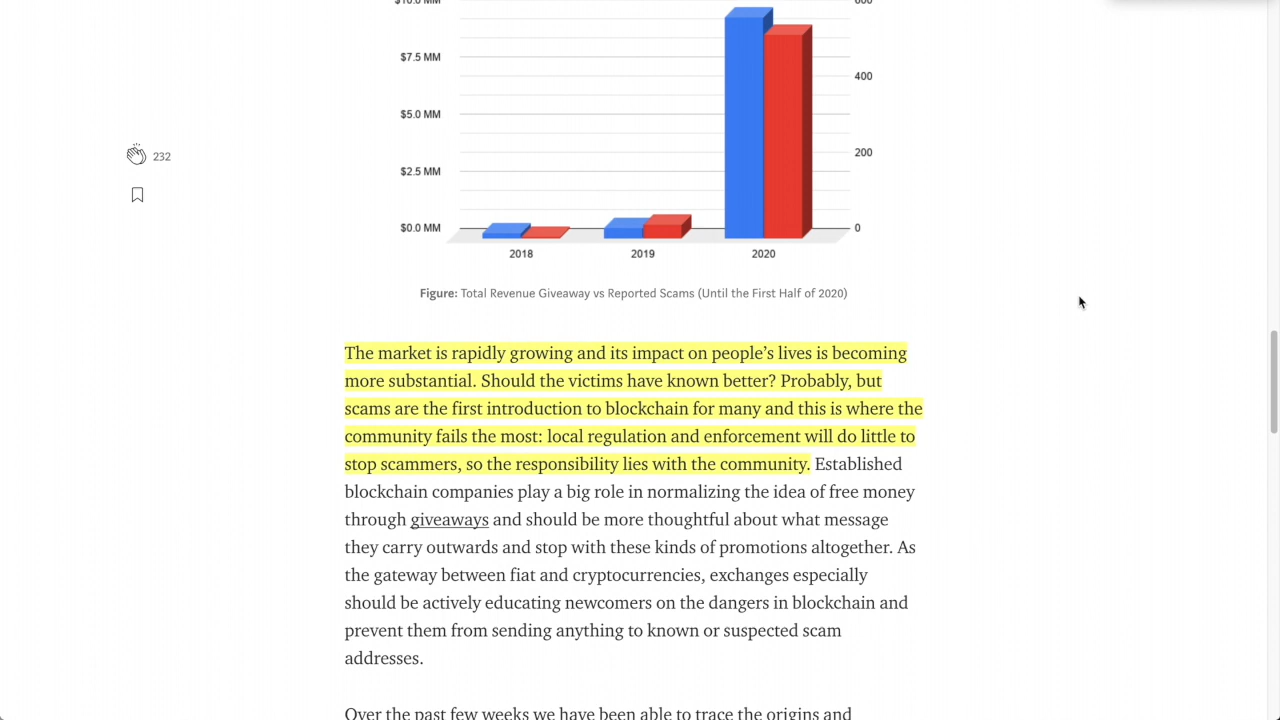 $7.5 MM
400
$5.0 MM
200
$2.5 MM
$0.0 MM
0
2018 2019 2020
232
Figure: Total Revenue Giveaway vs Reported Scams (Until the First Half of 2020)
The market is rapidly growing and its impact on people’s lives is becoming
more substantial. Should the victims have known better? Probably, but
scams are the first introduction to blockchain for many and this is where the
community fails the most: local regulation and enforcement will do little to
stop scammers, so the responsibility lies with the community. Established
blockchain companies play a big role in normalizing the idea of free money
through giveaways and should be more thoughtful about what message
they carry outwards and stop with these kinds of promotions altogether. As
the gateway between fiat and cryptocurrencies, exchanges especially
should be actively educating newcomers on the dangers in blockchain and
prevent them from sending anything to known or suspected scam
addresses.
Over the past few weeks we have been able to trace the origins and